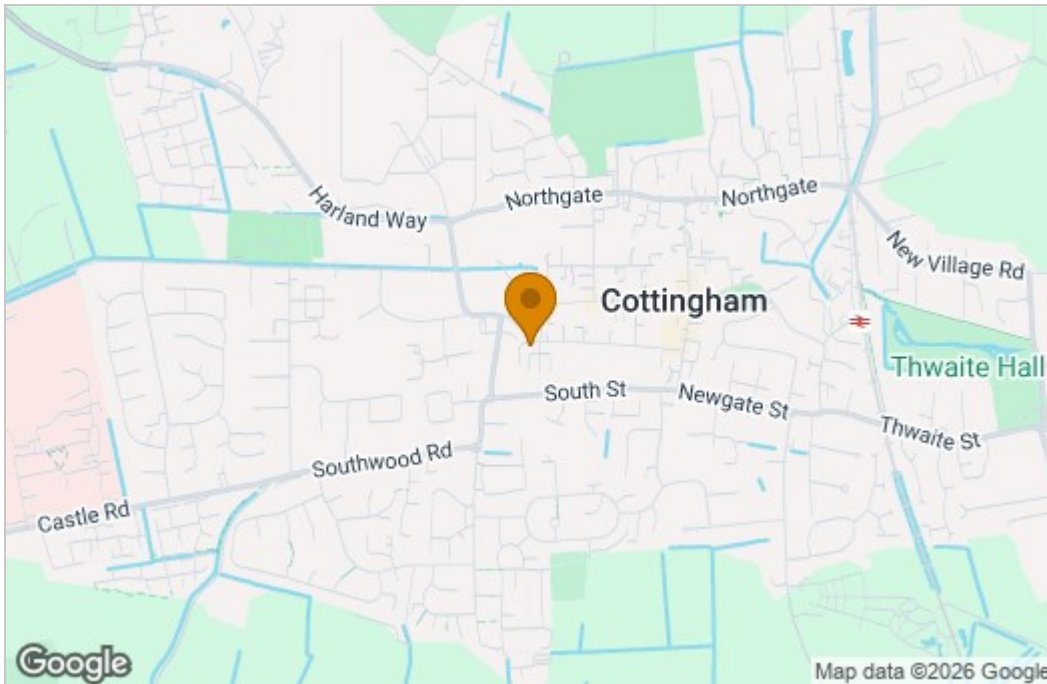 Harland Way
Northgate
Northgate
New Village Rd
Cottingham
Thwaite Hall
South St
Newgate St
Thwaite St
Southwood Rd
Castle Rd
Google
Map data ©2026 Google